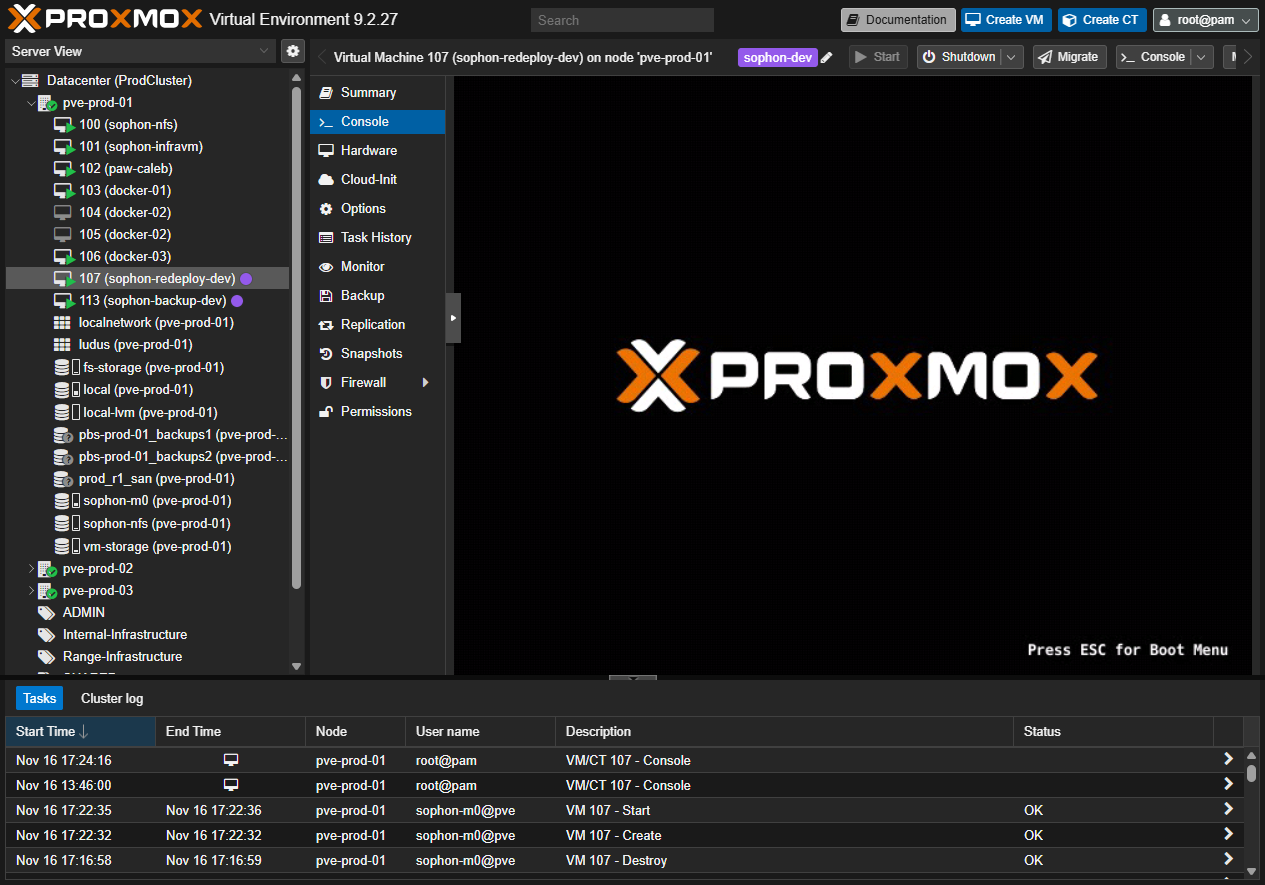 PROXMOX Virtual Environment 9.2.27 Search Documentation Create VM Create CT root@pam
Server View
Virtual Machine 107 (sophon-redeploy-dev) on node 'pve-prod-01' sophon-dev Start Shutdown Migrate Console
Datacenter (ProdCluster)
pve-prod-01
100 (sophon-nfs)
101 (sophon-infravm)
102 (paw-caleb)
103 (docker-01)
104 (docker-02)
105 (docker-02)
106 (docker-03)
107 (sophon-redeploy-dev)
113 (sophon-backup-dev)
localnetwork (pve-prod-01)
ludus (pve-prod-01)
fs-storage (pve-prod-01)
local (pve-prod-01)
local-lvm (pve-prod-01)
pbs-prod-01_backups1 (pve-prod-...
pbs-prod-01_backups2 (pve-prod-...
prod_r1_san (pve-prod-01)
sophon-m0 (pve-prod-01)
sophon-nfs (pve-prod-01)
vm-storage (pve-prod-01)
pve-prod-02
pve-prod-03
ADMIN
Internal-Infrastructure
Range-Infrastructure
Summary
Console
Hardware
Cloud-Init
Options
Task History
Monitor
Backup
Replication
Snapshots
Firewall
Permissions
PROXMOX
Press ESC for Boot Menu
Tasks Cluster log
Start Time End Time Node User name Description Status
Nov 16 17:24:16 pve-prod-01 root@pam VM/CT 107 - Console
Nov 16 13:46:00 pve-prod-01 root@pam VM/CT 107 - Console
Nov 16 17:22:35 Nov 16 17:22:36 pve-prod-01 sophon-m0@pve VM 107 - Start OK
Nov 16 17:22:32 Nov 16 17:22:32 pve-prod-01 sophon-m0@pve VM 107 - Create OK
Nov 16 17:16:58 Nov 16 17:16:59 pve-prod-01 sophon-m0@pve VM 107 - Destroy OK